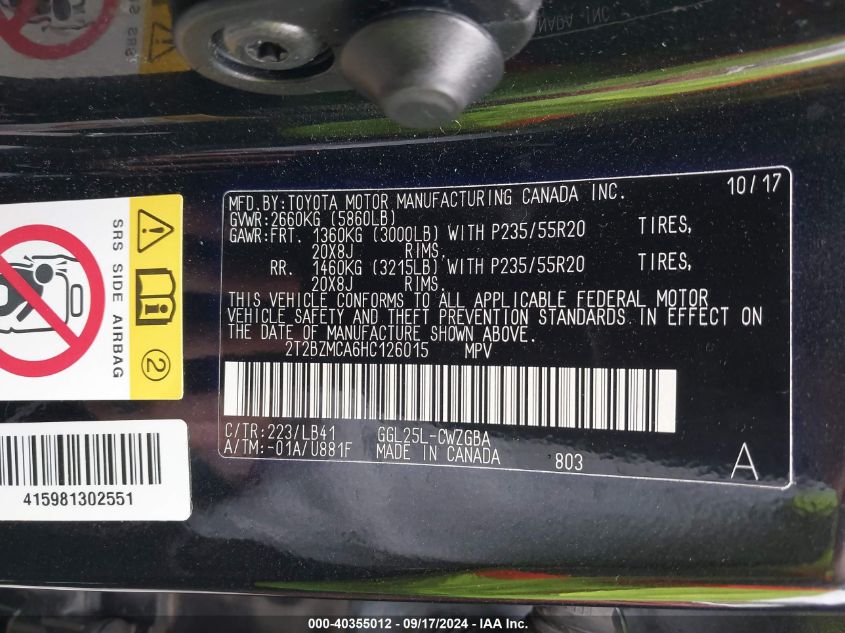 SRS
CANADA INC.
MFD.BY:TOYOTA MOTOR MANUFACTURING CANADA INC. 10/17
GVWR:2660KG (5860LB)
GAWR:FRT. 1360KG (3000LB) WITH P235/55R20 TIRES,
20X8J RIMS.
RR. 1460KG (3215LB) WITH P235/55R20 TIRES,
20X8J RIMS.
THIS VEHICLE CONFORMS TO ALL APPLICABLE FEDERAL MOTOR
VEHICLE SAFETY AND THEFT PREVENTION STANDARDS IN EFFECT ON
THE DATE OF MANUFACTURE SHOWN ABOVE.
2T2BZMCA6HC126015 MPV
C/TR:223/LB41 GGL25L-CWZGBA
A/TM:-01A/U881F MADE IN CANADA 803 A
SRS SIDE AIRBAG
2
415981302551
000-40355012 - 09/17/2024 - IAA Inc.